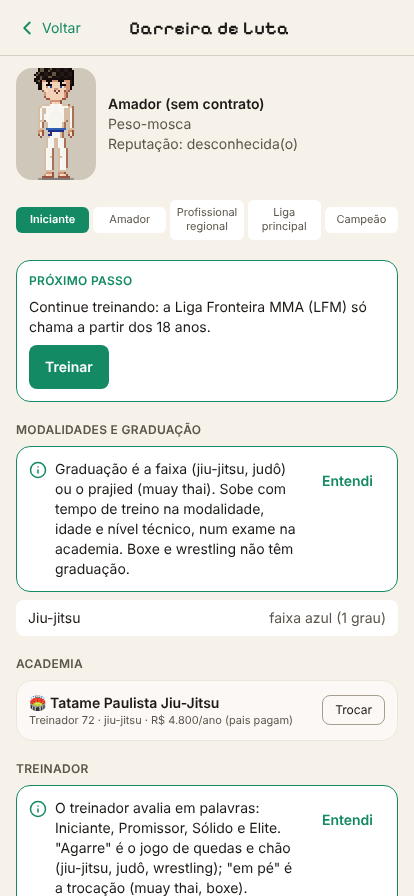 Voltar
Carreira de Luta
Amador (sem contrato)
Peso-mosca
Reputação: desconhecida(o)
Iniciante
Amador
Profissional
regional
Liga
principal
Campeão
PRÓXIMO PASSO
Continue treinando: a Liga Fronteira MMA (LFM) só
chama a partir dos 18 anos.
Treinar
MODALIDADES E GRADUAÇÃO
Graduação é a faixa (jiu-jitsu, judô)
ou o prajied (muay thai). Sobe com
tempo de treino na modalidade,
idade e nível técnico, num exame na
academia. Boxe e wrestling não têm
graduação.
Entendi
Jiu-jitsu
faixa azul (1 grau)
ACADEMIA
Tatame Paulista Jiu-Jitsu
Treinador 72 · jiu-jitsu · R$ 4.800/ano (pais pagam)
Trocar
TREINADOR
O treinador avalia em palavras:
Iniciante, Promissor, Sólido e Elite.
"Agarre" é o jogo de quedas e chão
(jiu-jitsu, judô, wrestling); "em pé" é
a trocação (muay thai, boxe).
Entendi